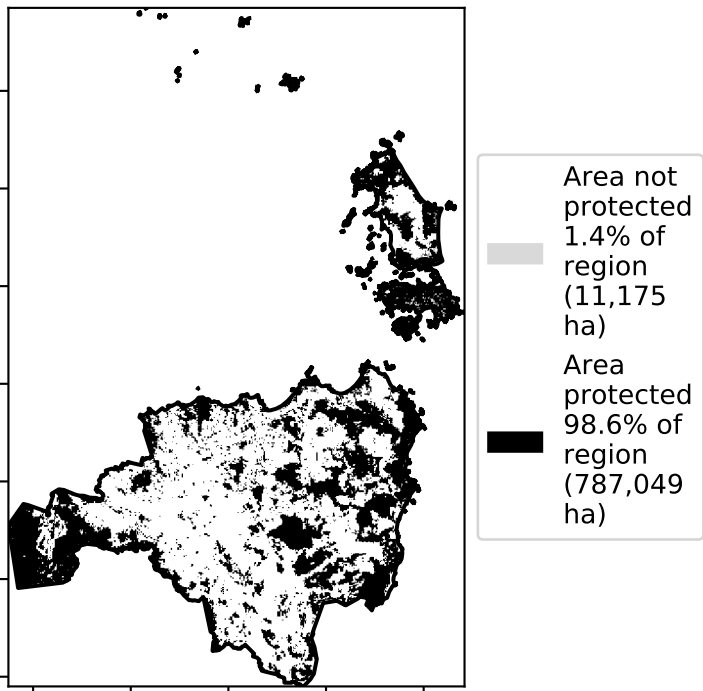 Area not
protected
1.4% of
region
(11,175
ha)
Area
protected
98.6% of
region
(787,049
ha)